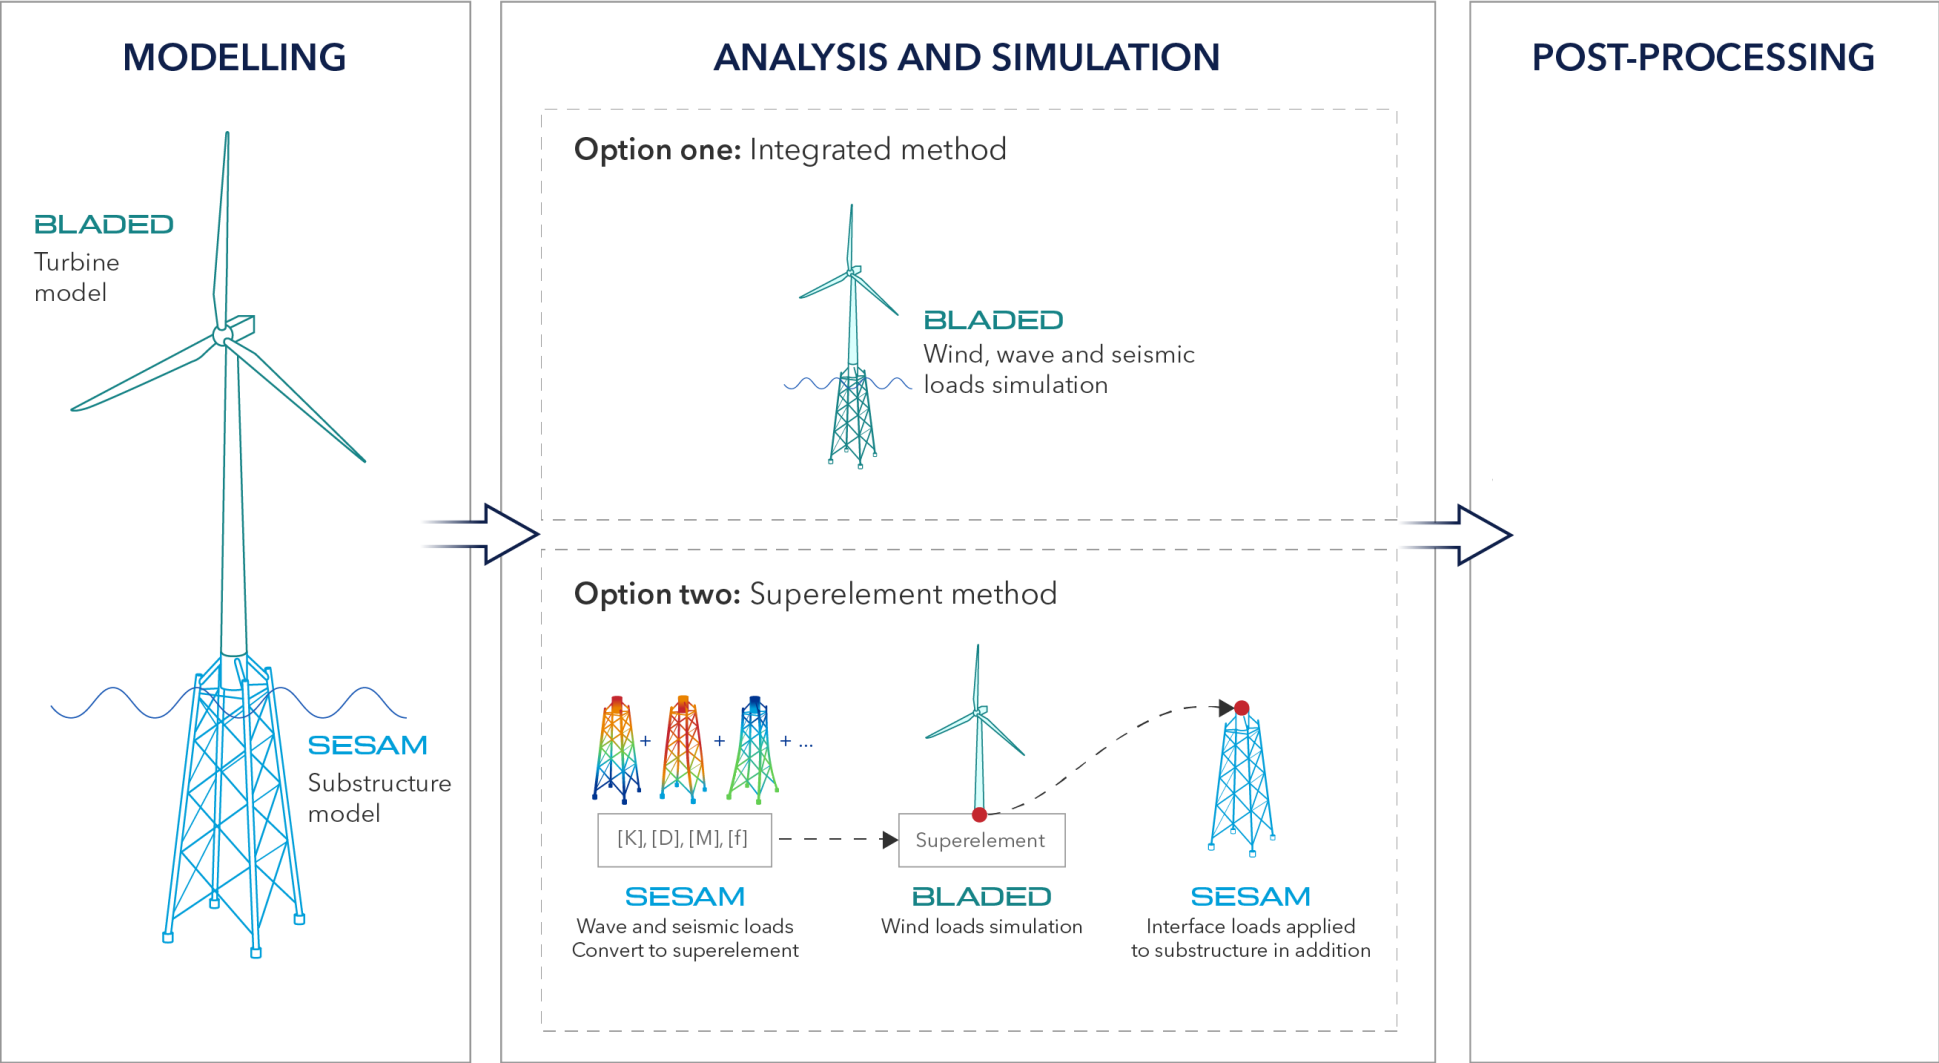 MODELLING
BLADED
Turbine
model
SESAM
Substructure
model
ANALYSIS AND SIMULATION
Option one: Integrated method
BLADED
Wind, wave and seismic
loads simulation
Option two: Superelement method
+ + + ...
[K], [D], [M], [f]
SESAM
Wave and seismic loads
Convert to superelement
Superelement
BLADED
Wind loads simulation
SESAM
Interface loads applied
to substructure in addition
POST-PROCESSING